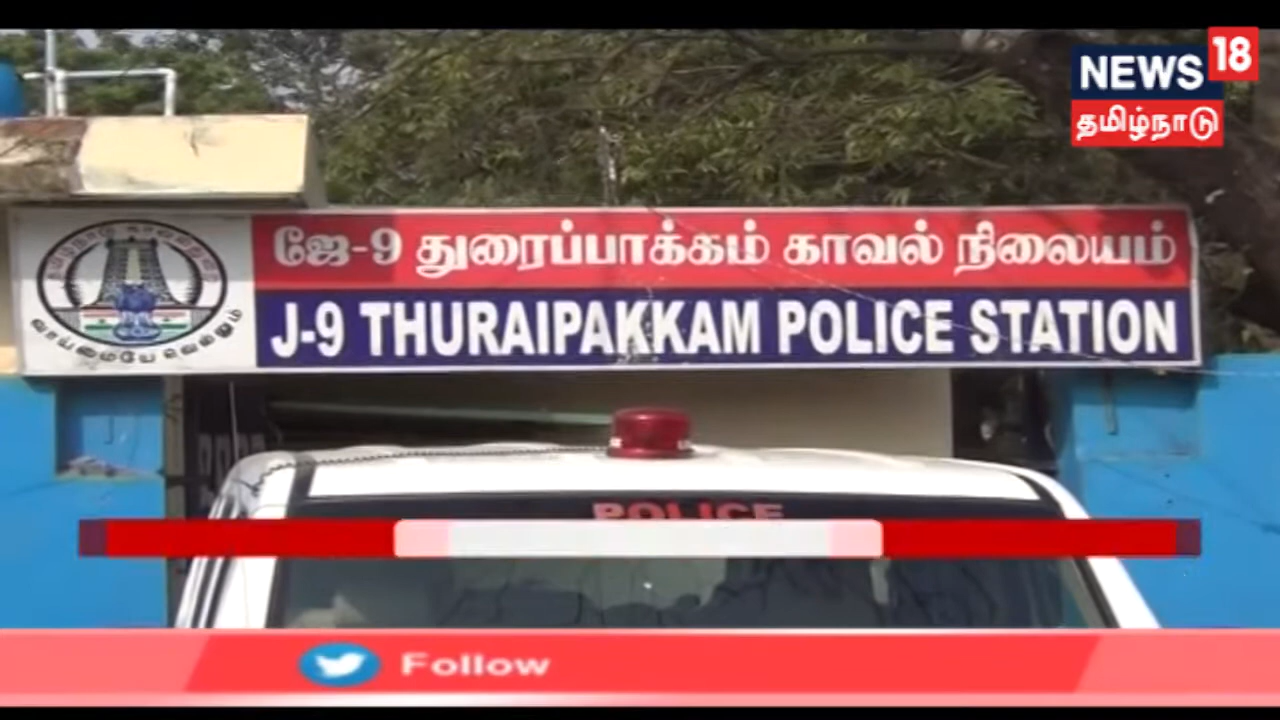 NEWS 18
தமிழ்நாடு
ஜே-9 துரைப்பாக்கம் காவல் நிலையம்
J-9 THURAIPAKKAM POLICE STATION
வாய்மையே வெல்லும்
POLICE
Follow